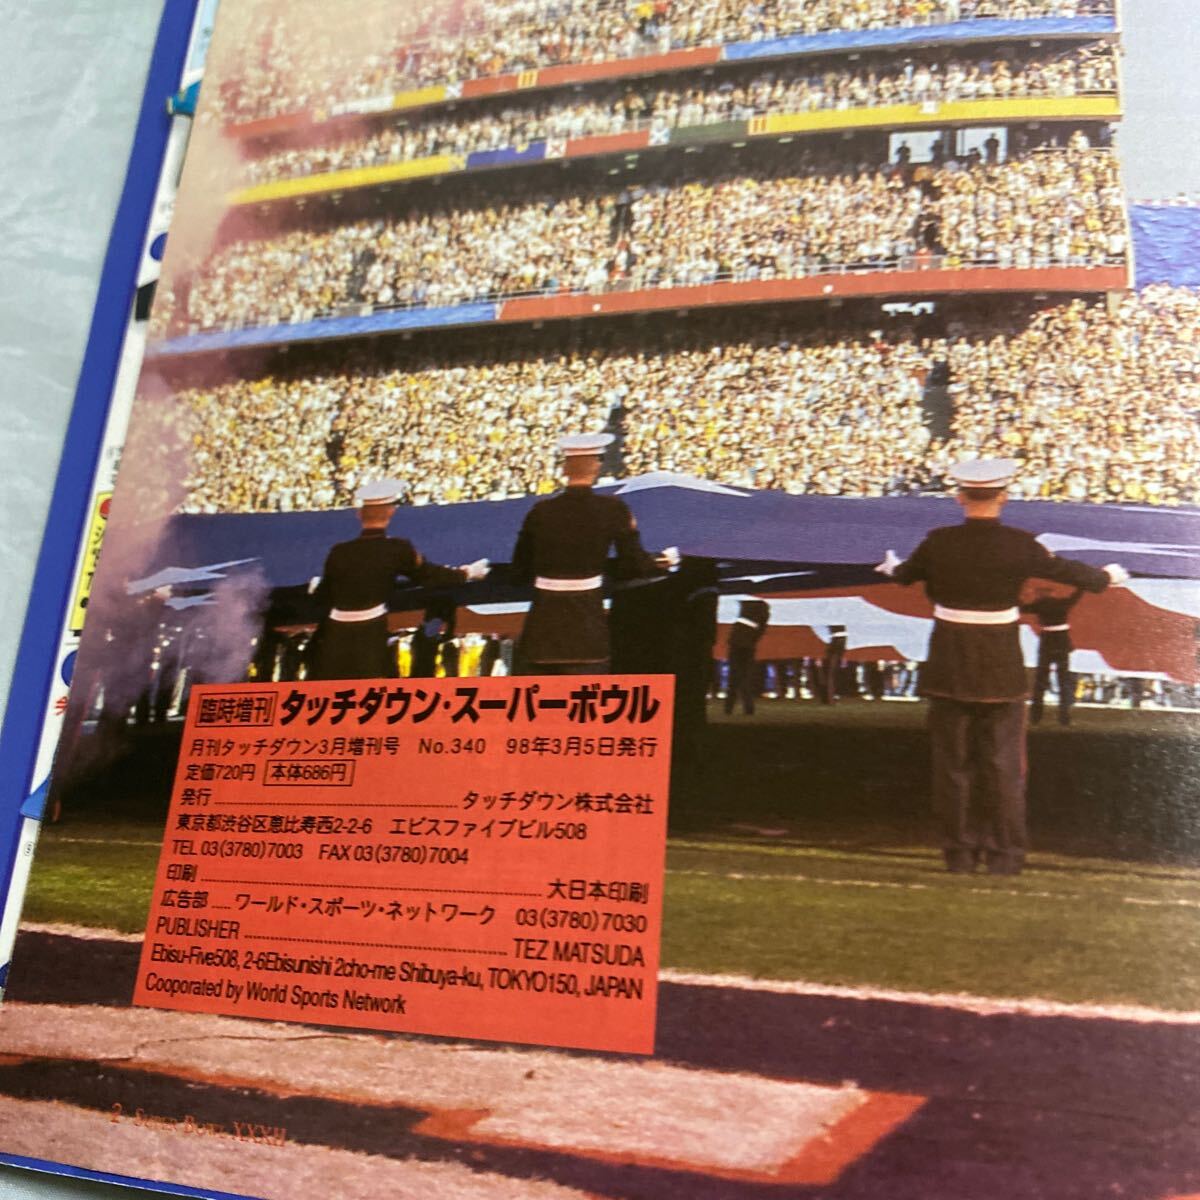 臨時増刊 タッチダウン・スーパーボウル
月刊タッチダウン3月増刊号 No.340 98年3月5日発行
定価720円 本体686円
発行 タッチダウン株式会社
東京都渋谷区恵比寿西2-2-6 エビスファイブビル508
TEL 03(3780)7003 FAX 03(3780)7004
印刷 大日本印刷
広告部 ワールド・スポーツ・ネットワーク 03(3780)7030
PUBLISHER TEZ MATSUDA
Ebisu-Five508, 2-6Ebisunishi 2cho-me Shibuya-ku, TOKYO150, JAPAN
Cooporated by World Sports Network
2 SUPER BOWL XXXII